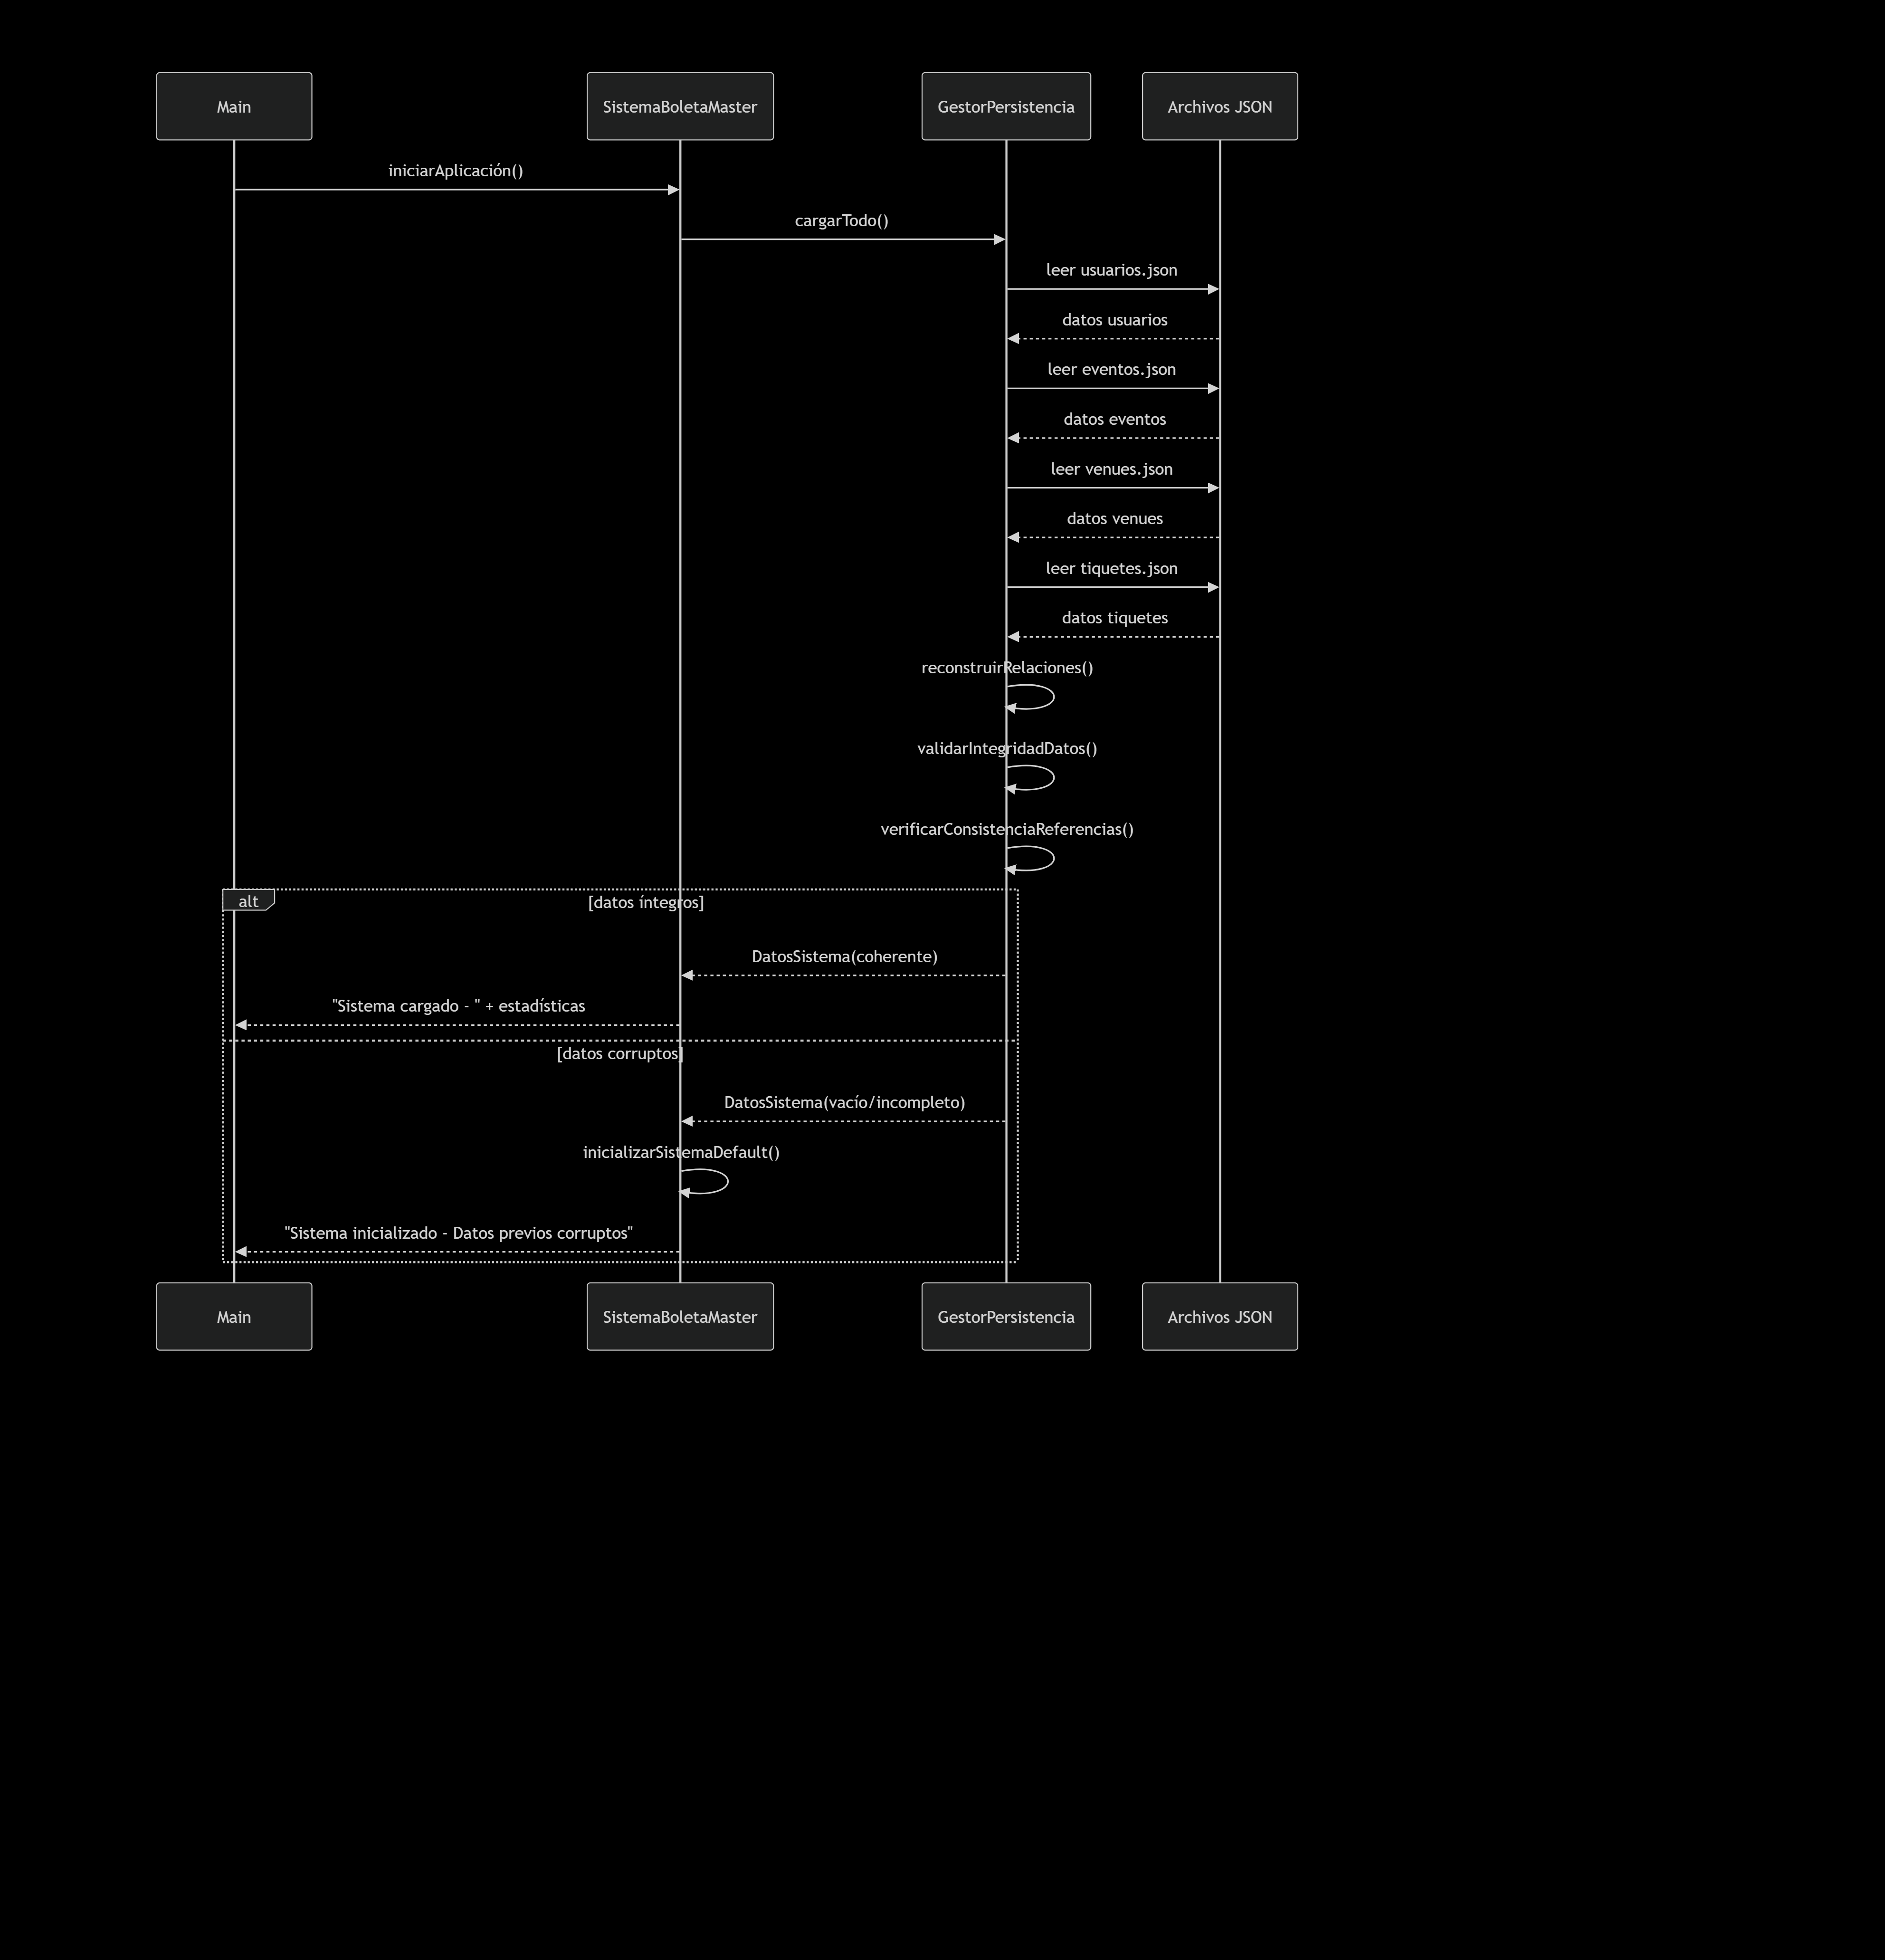 Main
SistemaBoletaMaster
GestorPersistencia
Archivos JSON
iniciarAplicación()
cargarTodo()
leer usuarios.json
datos usuarios
leer eventos.json
datos eventos
leer venues.json
datos venues
leer tiquetes.json
datos tiquetes
reconstruirRelaciones()
validarIntegridadDatos()
verificarConsistenciaReferencias()
alt
[datos íntegros]
DatosSistema(coherente)
"Sistema cargado - " + estadísticas
[datos corruptos]
DatosSistema(vacío/incompleto)
inicializarSistemaDefault()
"Sistema inicializado - Datos previos corruptos"
Main
SistemaBoletaMaster
GestorPersistencia
Archivos JSON